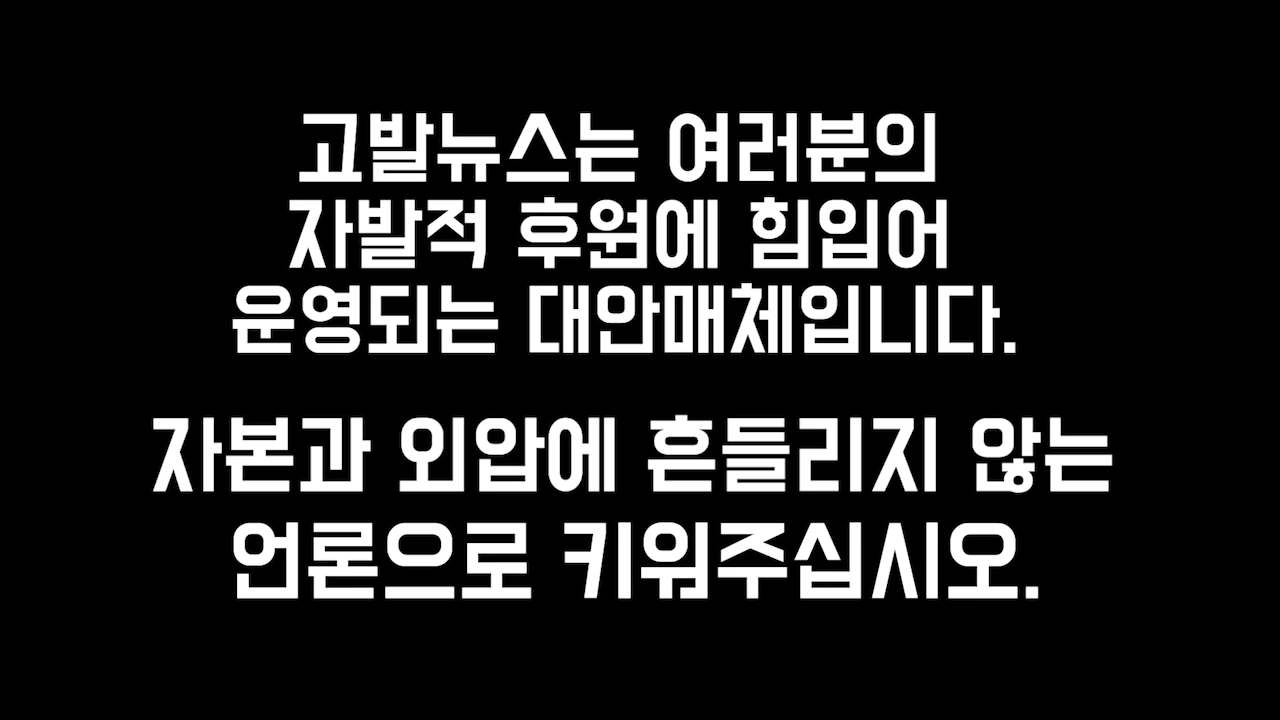 고발뉴스는 여러분의
자발적 후원에 힘입어
운영되는 대안매체입니다.
자본과 외압에 흔들리지 않는
언론으로 키워주십시오.